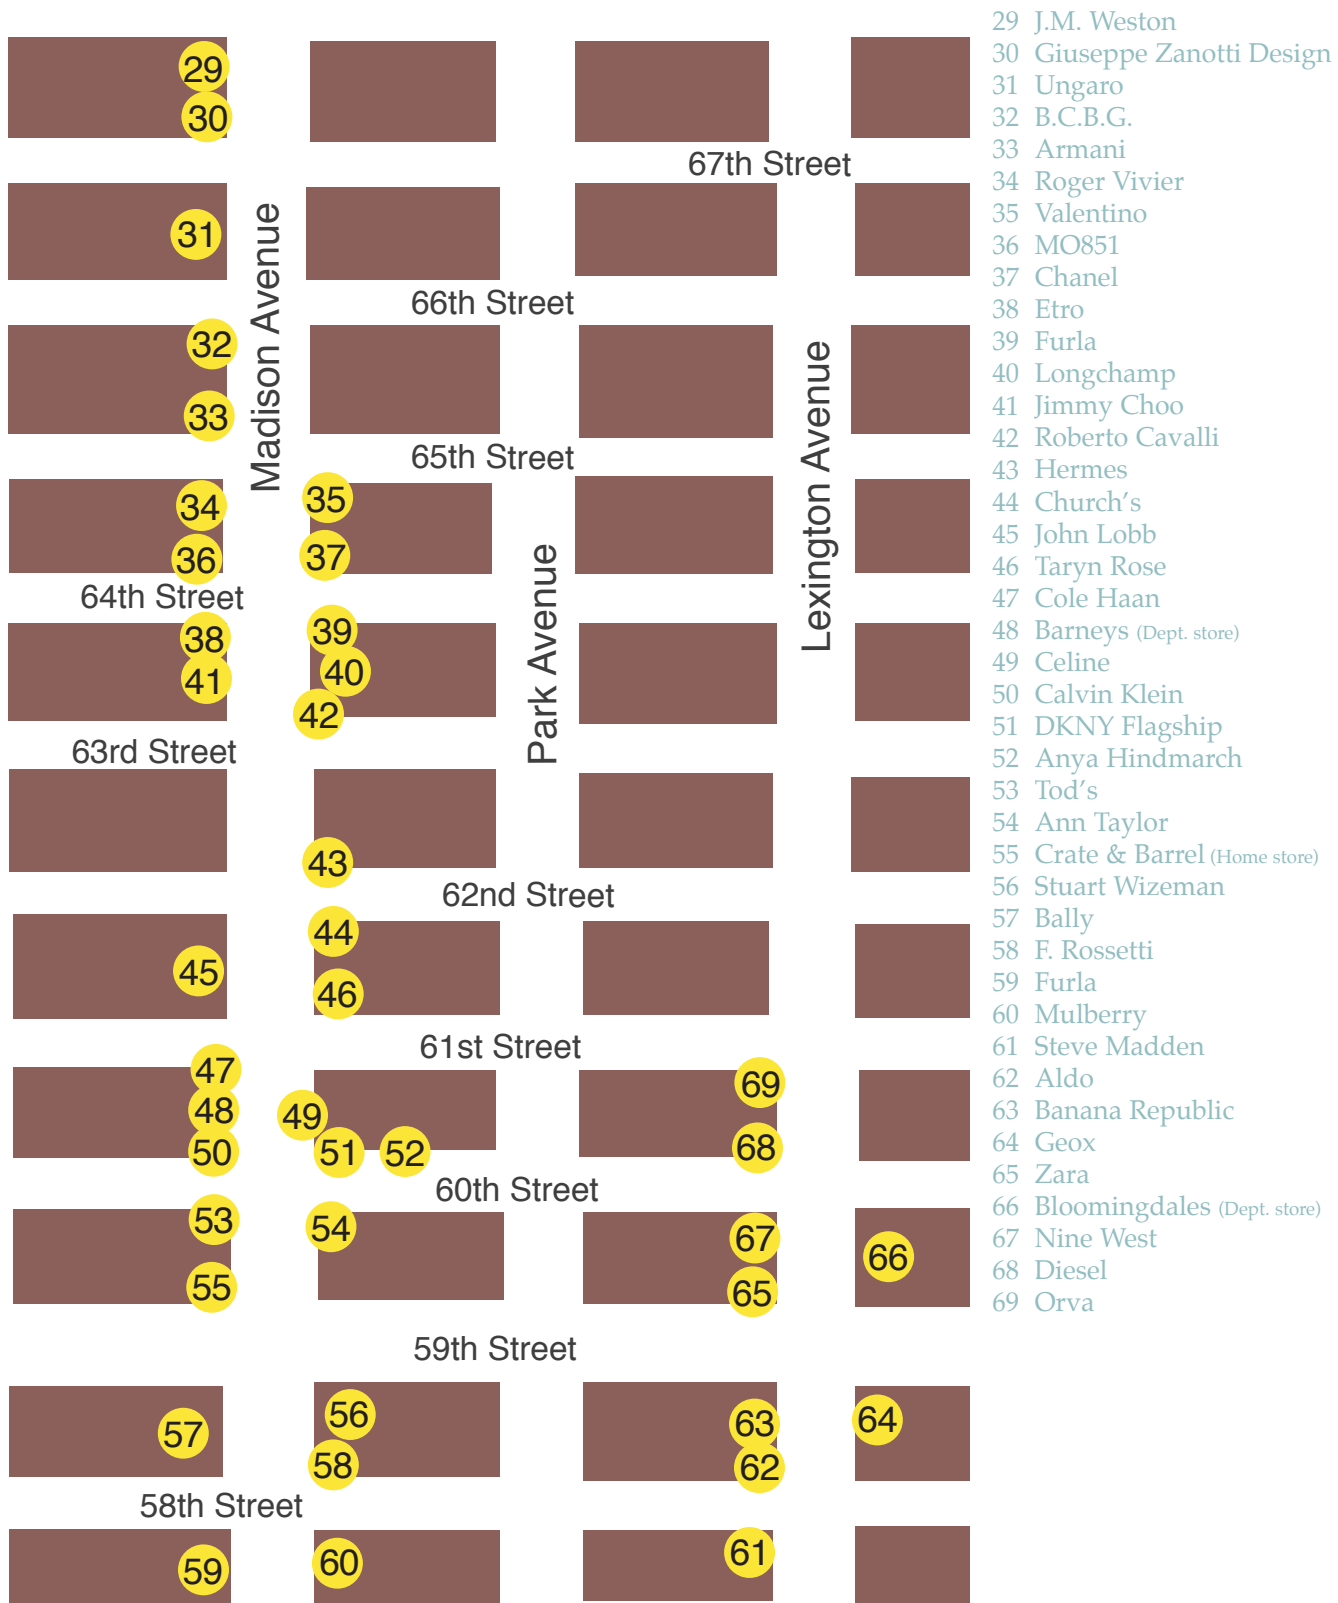 29 J.M. Weston
30 Giuseppe Zanotti Design
31 Ungaro
32 B.C.B.G.
33 Armani
34 Roger Vivier
35 Valentino
36 MO851
37 Chanel
38 Etro
39 Furla
40 Longchamp
41 Jimmy Choo
42 Roberto Cavalli
43 Hermes
44 Church's
45 John Lobb
46 Taryn Rose
47 Cole Haan
48 Barneys (Dept. store)
49 Celine
50 Calvin Klein
51 DKNY Flagship
52 Anya Hindmarch
53 Tod's
54 Ann Taylor
55 Crate & Barrel (Home store)
56 Stuart Wizeman
57 Bally
58 F. Rossetti
59 Furla
60 Mulberry
61 Steve Madden
62 Aldo
63 Banana Republic
64 Geox
65 Zara
66 Bloomingdales (Dept. store)
67 Nine West
68 Diesel
69 Orva
29
30
67th Street
31
Madison Avenue
66th Street
32
33
Lexington Avenue
65th Street
35
34
37
36
Park Avenue
64th Street
39
38
40
41
42
63rd Street
43
62nd Street
44
45
46
61st Street
47
69
48
49
50
51
52
68
60th Street
53
54
67
66
55
65
59th Street
56
63
64
57
58
62
58th Street
59
60
61